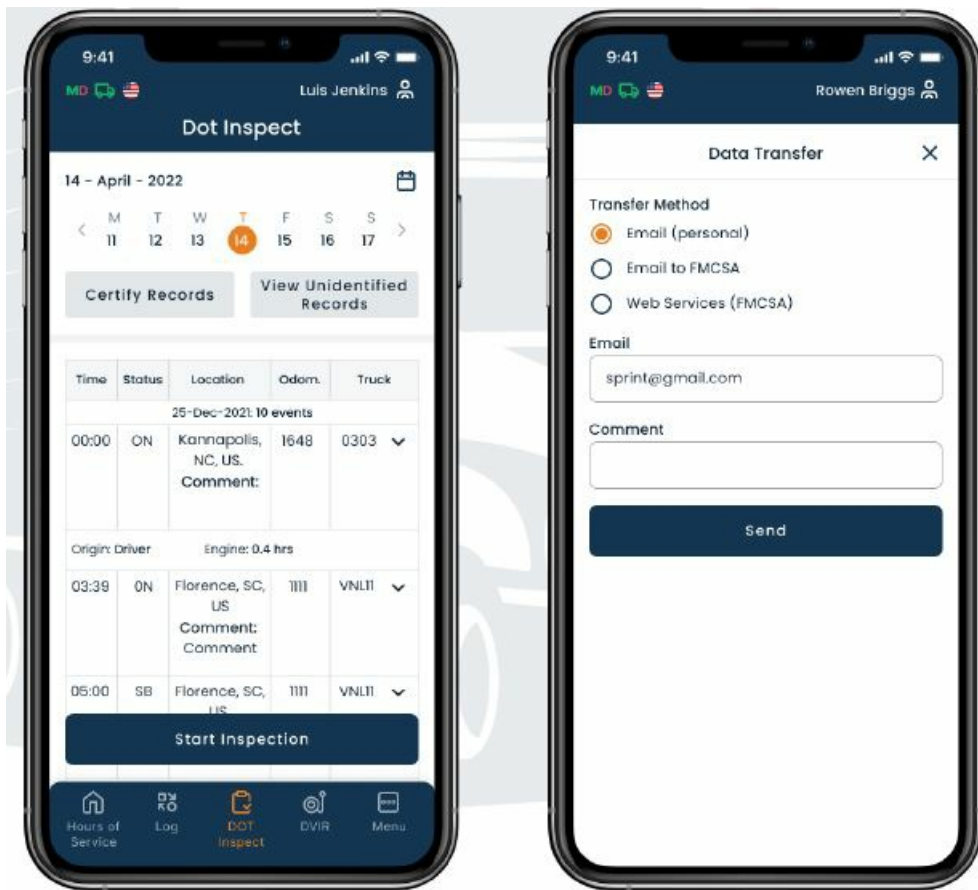 9:41
MD
Luis Jenkins
Dot Inspect
14 - April - 2022
M T W T F S S
< 11 12 13 14 15 16 17 >
Certify Records
View Unidentified
Records
Time Status Location Odom. Truck
25-Dec-2021: 10 events
00:00 ON Kannapolis, 1648 0303
NC, US.
Comment:
Origin: Driver Engine: 0.4 hrs
03:39 0N Florence, SC, 1111 VNL11
US
Comment:
Comment
05:00 SB Florence, SC, 1111 VNL11
US
Start Inspection
Hours of
Service
Log
DOT
Inspect
DVIR
Menu
9:41
MD
Rowen Briggs
Data Transfer
Transfer Method
Email (personal)
Email to FMCSA
Web Services (FMCSA)
Email
sprint@gmail.com
Comment
Send